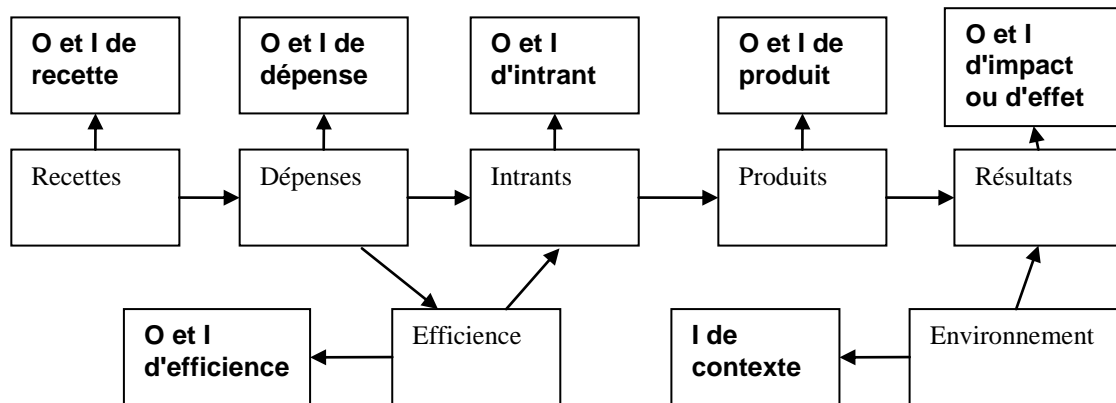 O et I de
recette
O et I de
dépense
O et I
d'intrant
O et I de
produit
O et I
d'impact
ou d'effet
Recettes
Dépenses
Intrants
Produits
Résultats
O et I
d'efficience
Efficience
I de
contexte
Environnement